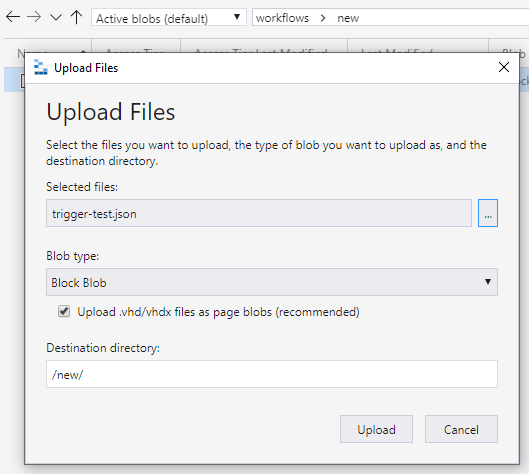 Active blobs (default)
workflows > new
Upload Files
Upload Files
Select the files you want to upload, the type of blob you want to upload as, and the
destination directory.
Selected files:
trigger-test.json
...
Blob type:
Block Blob
Upload .vhd/vhdx files as page blobs (recommended)
Destination directory:
/new/
Upload
Cancel